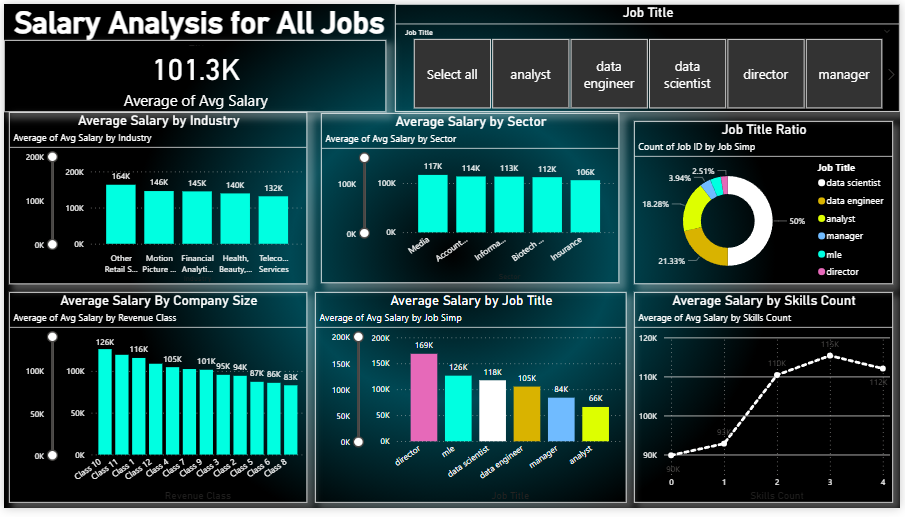 Salary Analysis for All Jobs
101.3K
Average of Avg Salary
Job Title
Job Title
Select all
analyst
data engineer
data scientist
director
manager
Average Salary by Industry
Average of Avg Salary by Industry
200K
100K
0K
200K
100K
0K
164K
146K
145K
140K
132K
Other Retail S...
Motion Picture ...
Financial Analyti...
Health, Beauty,...
Teleco... Services
Average Salary by Sector
Average of Avg Salary by Sector
100K
0K
100K
0K
117K
114K
113K
112K
106K
Media
Account...
Informa...
Biotech ...
Insurance
Job Title Ratio
Count of Job ID by Job Simp
2.51%
3.94%
18.28%
21.33%
50%
Job Title
data scientist
data engineer
analyst
manager
mle
director
Average Salary By Company Size
Average of Avg Salary by Revenue Class
100K
50K
0K
100K
50K
0K
126K
116K
105K
101K
95K
94K
87K
86K
83K
Class 10
Class 11
Class 1
Class 12
Class 4
Class 7
Class 9
Class 3
Class 2
Class 5
Class 6
Class 8
Revenue Class
Average Salary by Job Title
Average of Avg Salary by Job Simp
200K
150K
100K
50K
0K
200K
150K
100K
50K
0K
169K
126K
118K
105K
84K
66K
director
mle
data scientist
data engineer
manager
analyst
Job Title
Average Salary by Skills Count
Average of Avg Salary by Skills Count
120K
110K
100K
90K
90K
110K
112K
0
1
2
3
4
Skills Count